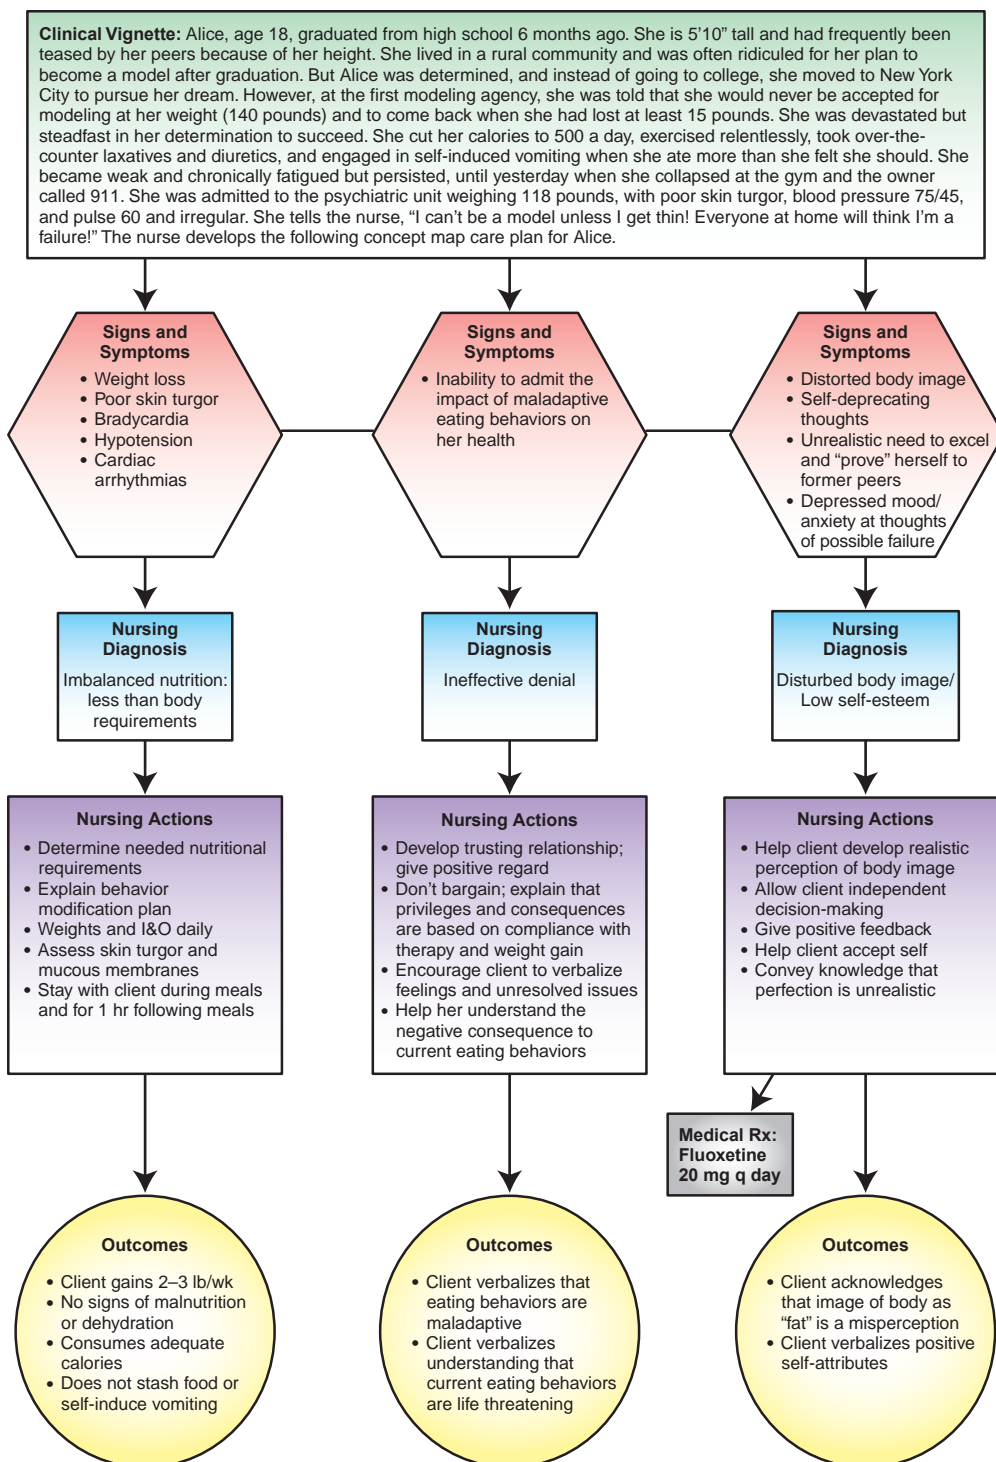 Clinical Vignette: Alice, age 18, graduated from high school 6 months ago. She is 5’10” tall and had frequently been
teased by her peers because of her height. She lived in a rural community and was often ridiculed for her plan to
become a model after graduation. But Alice was determined, and instead of going to college, she moved to New York
City to pursue her dream. However, at the first modeling agency, she was told that she would never be accepted for
modeling at her weight (140 pounds) and to come back when she had lost at least 15 pounds. She was devastated but
steadfast in her determination to succeed. She cut her calories to 500 a day, exercised relentlessly, took over-the-
counter laxatives and diuretics, and engaged in self-induced vomiting when she ate more than she felt she should. She
became weak and chronically fatigued but persisted, until yesterday when she collapsed at the gym and the owner
called 911. She was admitted to the psychiatric unit weighing 118 pounds, with poor skin turgor, blood pressure 75/45,
and pulse 60 and irregular. She tells the nurse, “I can’t be a model unless I get thin! Everyone at home will think I’m a
failure!” The nurse develops the following concept map care plan for Alice.
Signs and
Symptoms
• Weight loss
• Poor skin turgor
• Bradycardia
• Hypotension
• Cardiac
arrhythmias
Signs and
Symptoms
• Inability to admit the
impact of maladaptive
eating behaviors on
her health
Signs and
Symptoms
• Distorted body image
• Self-deprecating
thoughts
• Unrealistic need to excel
and “prove” herself to
former peers
• Depressed mood/
anxiety at thoughts
of possible failure
Nursing
Diagnosis
Imbalanced nutrition:
less than body
requirements
Nursing
Diagnosis
Ineffective denial
Nursing
Diagnosis
Disturbed body image/
Low self-esteem
Nursing Actions
• Determine needed nutritional
requirements
• Explain behavior
modification plan
• Weights and I&O daily
• Assess skin turgor and
mucous membranes
• Stay with client during meals
and for 1 hr following meals
Nursing Actions
• Develop trusting relationship;
give positive regard
• Don’t bargain; explain that
privileges and consequences
are based on compliance with
therapy and weight gain
• Encourage client to verbalize
feelings and unresolved issues
• Help her understand the
negative consequence to
current eating behaviors
Nursing Actions
• Help client develop realistic
perception of body image
• Allow client independent
decision-making
• Give positive feedback
• Help client accept self
• Convey knowledge that
perfection is unrealistic
Medical Rx:
Fluoxetine
20 mg q day
Outcomes
• Client gains 2–3 lb/wk
• No signs of malnutrition
or dehydration
• Consumes adequate
calories
• Does not stash food or
self-induce vomiting
Outcomes
• Client verbalizes that
eating behaviors are
maladaptive
• Client verbalizes
understanding that
current eating behaviors
are life threatening
Outcomes
• Client acknowledges
that image of body as
“fat” is a misperception
• Client verbalizes positive
self-attributes